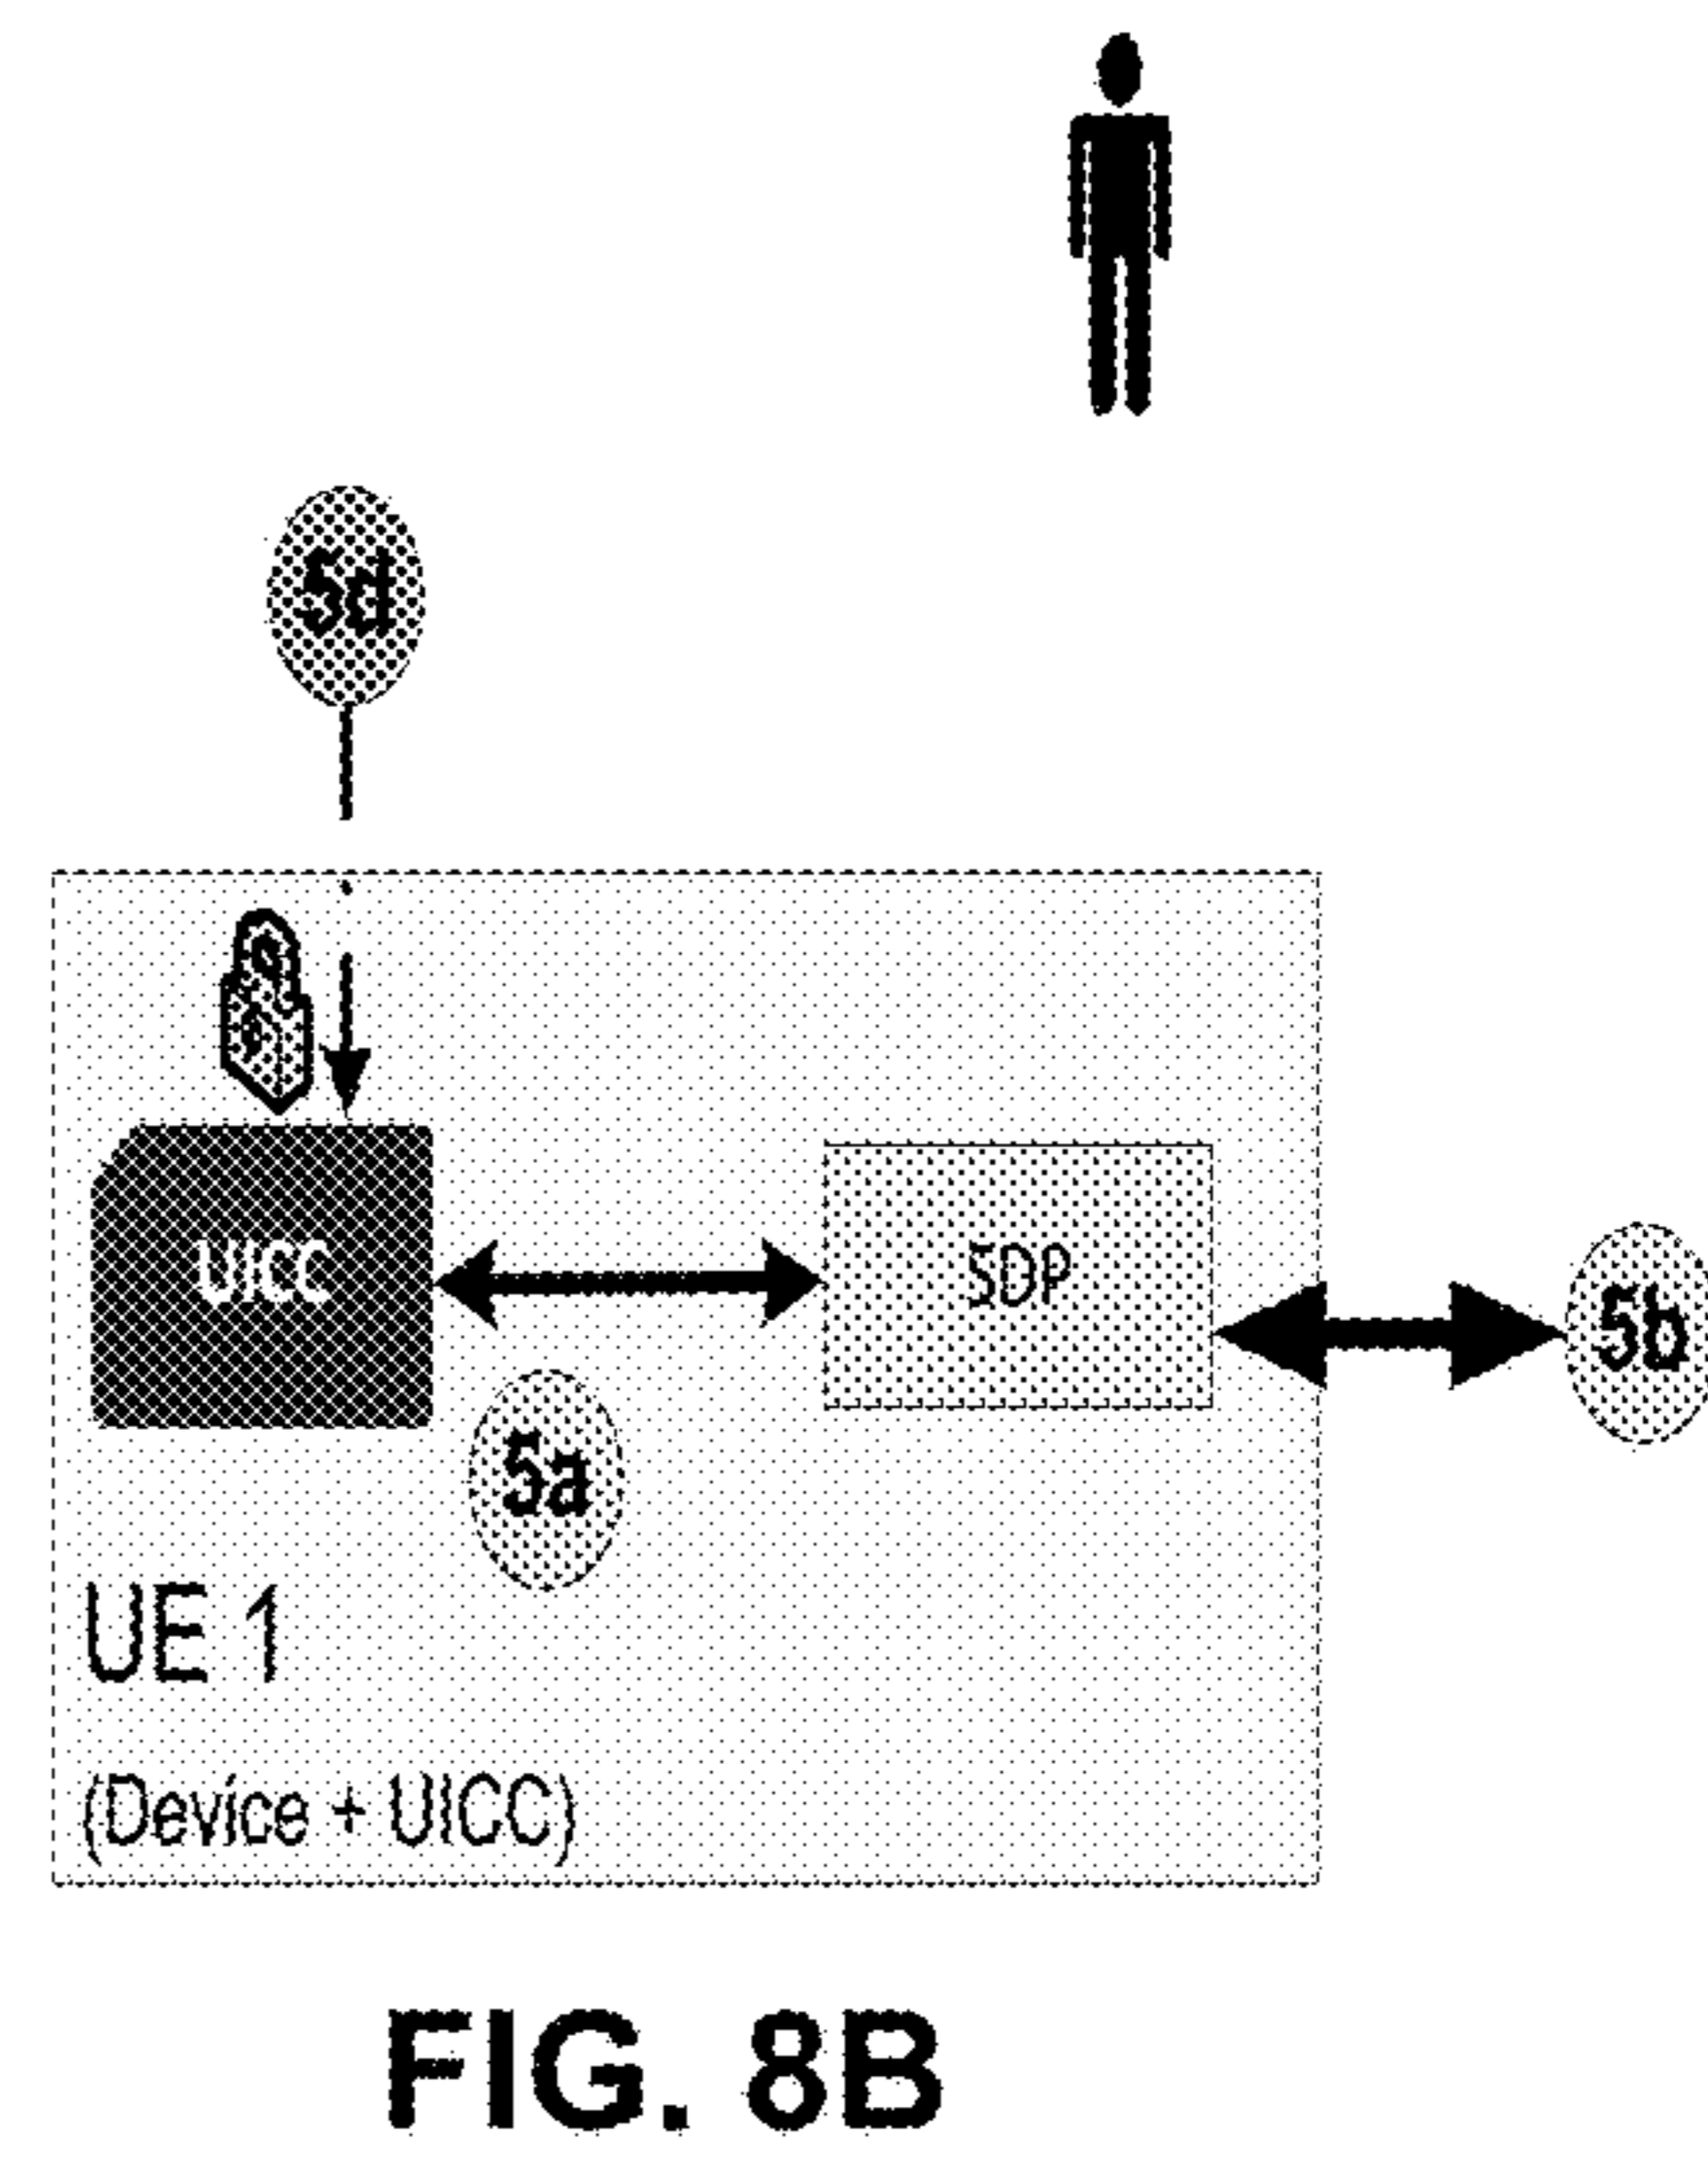 5d
UICC
SDP
5b
5a
UE 1
(Device + UICC)
FIG. 8B